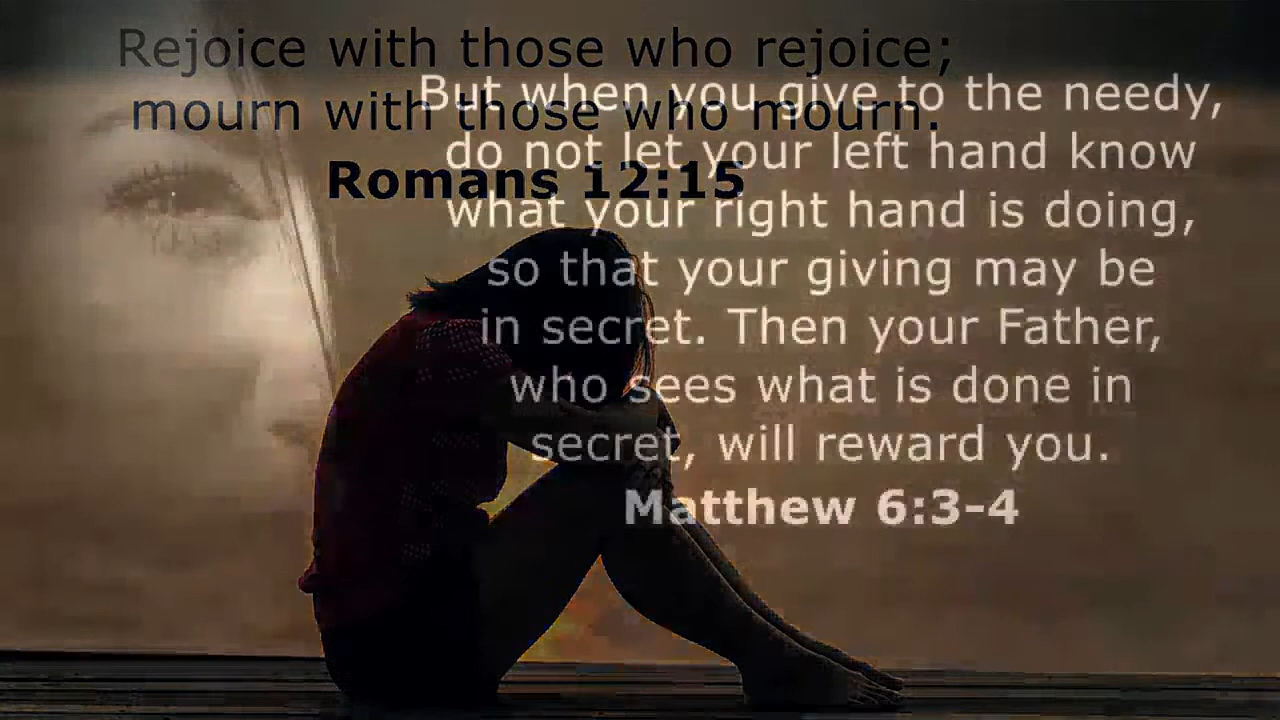 Rejoice with those who rejoice;
mourn with those who mourn.
Romans 12:15
But when you give to the needy,
do not let your left hand know
what your right hand is doing,
so that your giving may be
in secret. Then your Father,
who sees what is done in
secret, will reward you.
Matthew 6:3-4